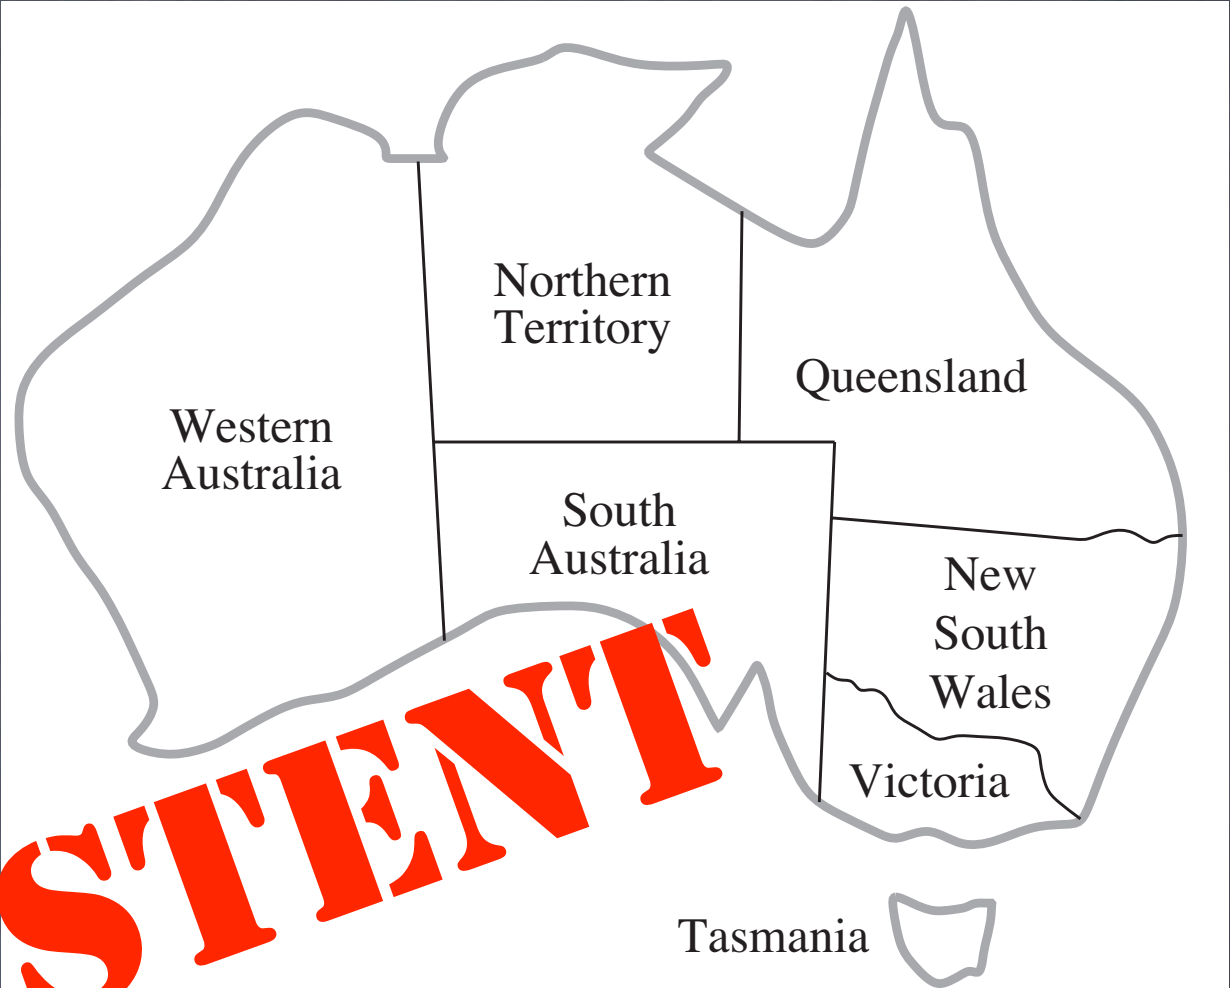 Northern
Territory
Queensland
Western
Australia
South
Australia
New
South
Wales
Victoria
STENT
Tasmania